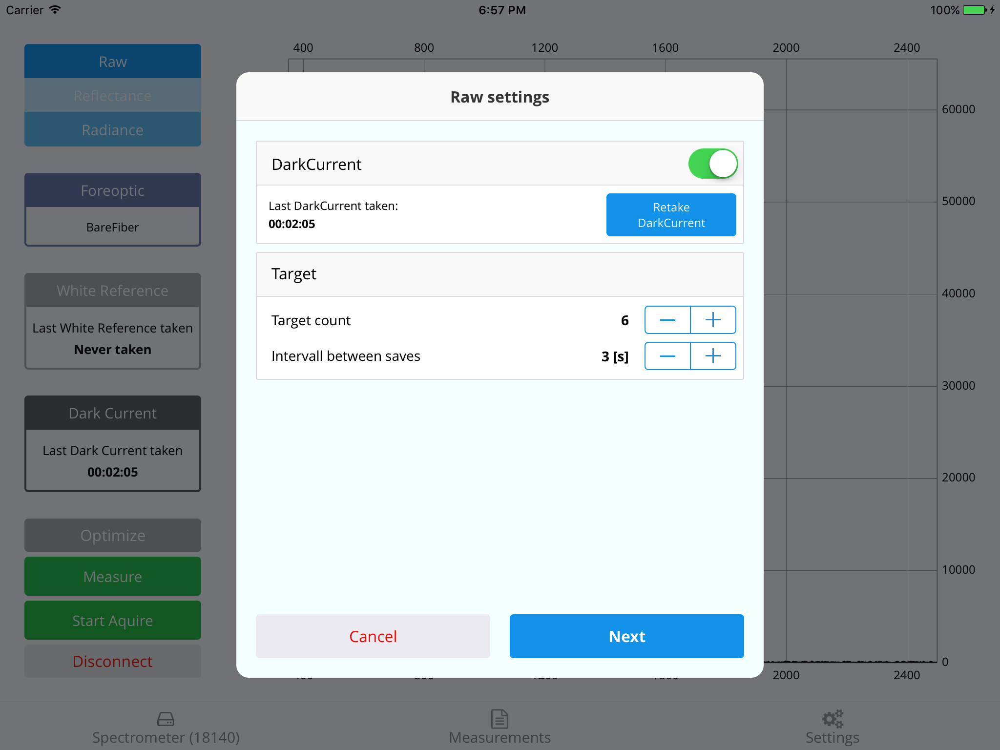 Carrier
6:57 PM
100%
400 800 1200 1600 2000 2400
Raw
Reflectance
Radiance
Foreoptic
BareFiber
White Reference
Last White Reference taken
Never taken
Dark Current
Last Dark Current taken
00:02:05
Optimize
Measure
Start Aquire
Disconnect
Raw settings
DarkCurrent
Last DarkCurrent taken:
00:02:05
Retake
DarkCurrent
Target
Target count 6
Intervall between saves 3 [s]
Cancel
Next
60000
50000
40000
30000
20000
10000
0
2000 2400
Spectrometer (18140)
Measurements
Settings